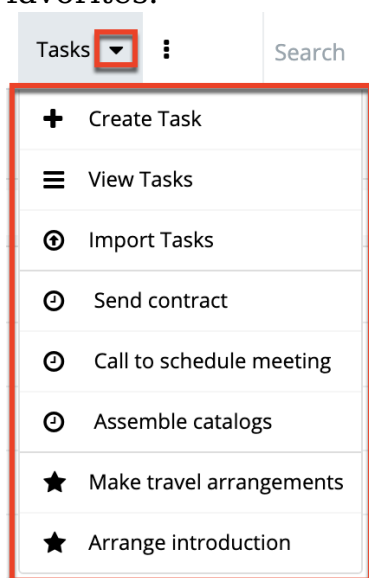 favorites.
Tasks
Search
Create Task
View Tasks
Import Tasks
Send contract
Call to schedule meeting
Assemble catalogs
Make travel arrangements
Arrange introduction